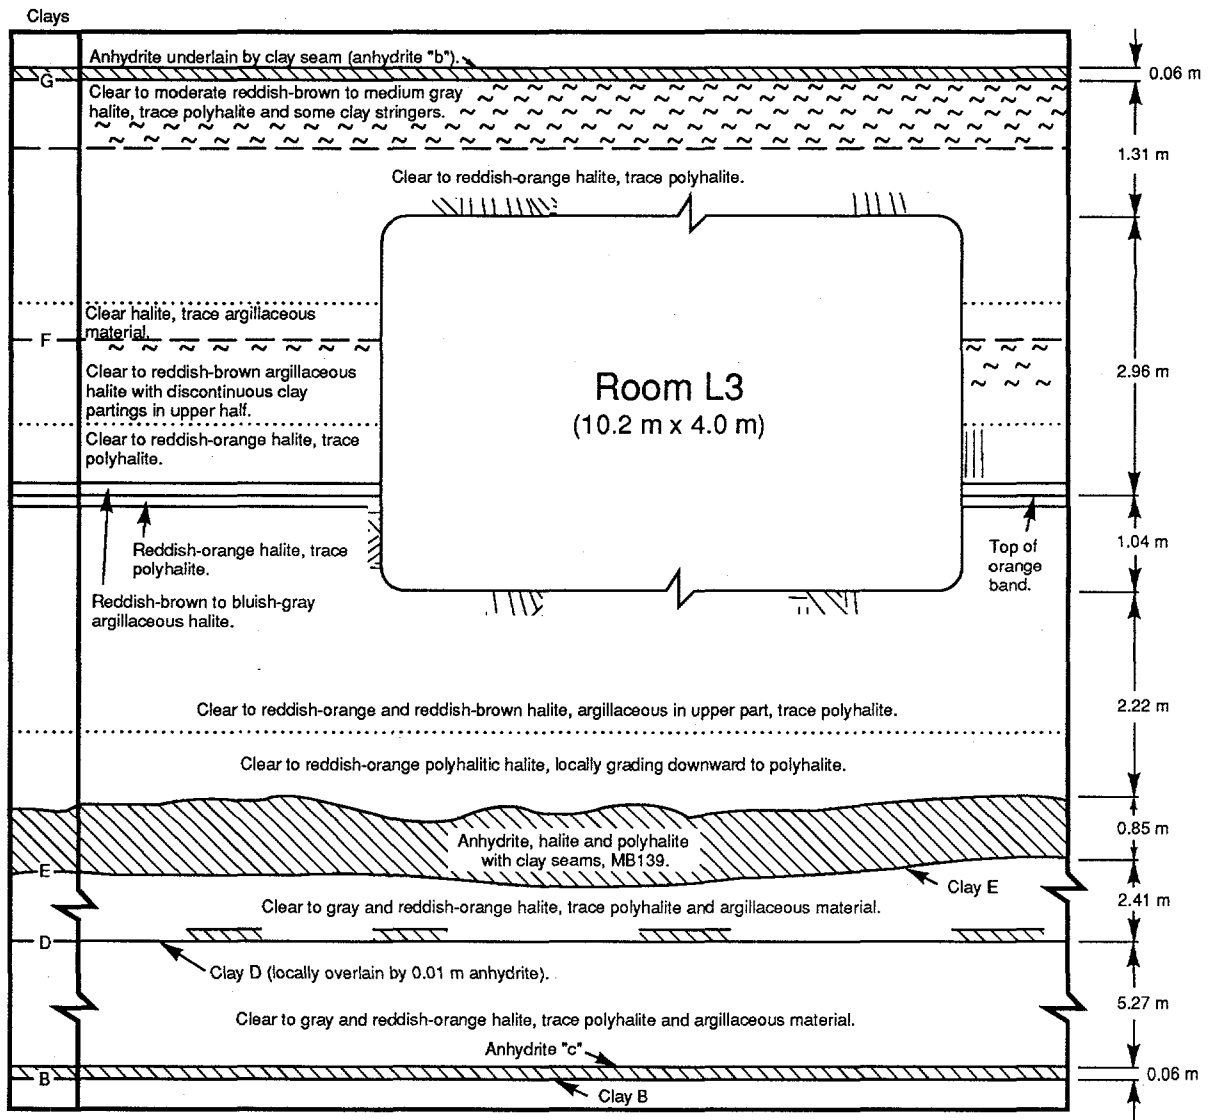 Clays
Anhydrite underlain by clay seam (anhydrite "b").
0.06 m
G
Clear to moderate reddish-brown to medium gray
halite, trace polyhalite and some clay stringers.
1.31 m
Clear to reddish-orange halite, trace polyhalite.
Clear halite, trace argillaceous
material.
F
Clear to reddish-brown argillaceous
halite with discontinuous clay
partings in upper half.
Room L3
(10.2 m x 4.0 m)
2.96 m
Clear to reddish-orange halite, trace
polyhalite.
Reddish-orange halite, trace
polyhalite.
Top of
orange
band.
1.04 m
Reddish-brown to bluish-gray
argillaceous halite.
Clear to reddish-orange and reddish-brown halite, argillaceous in upper part, trace polyhalite.
2.22 m
Clear to reddish-orange polyhalitic halite, locally grading downward to polyhalite.
Anhydrite, halite and polyhalite
with clay seams, MB139.
0.85 m
E
Clay E
Clear to gray and reddish-orange halite, trace polyhalite and argillaceous material.
2.41 m
D
Clay D (locally overlain by 0.01 m anhydrite).
5.27 m
Clear to gray and reddish-orange halite, trace polyhalite and argillaceous material.
Anhydrite "c"
B
0.06 m
Clay B